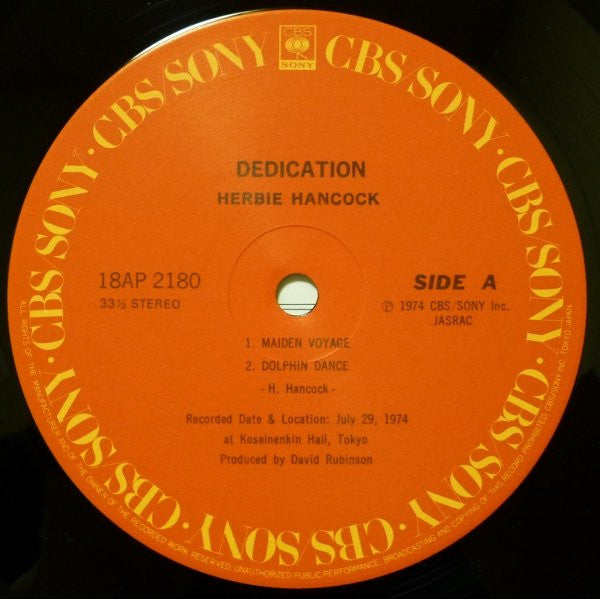 CBS
SONY
CBS/SONY · CBS/SONY · CBS/SONY · CBS/SONY · CBS/SONY · CBS/SONY · CBS/SONY · CBS/SONY
DEDICATION
HERBIE HANCOCK
18AP 2180
33⅓ STEREO
SIDE A
Ⓟ 1974 CBS/SONY Inc.
JASRAC
1. MAIDEN VOYAGE
2. DOLPHIN DANCE
- H. Hancock -
Recorded Date & Location: July 29, 1974
at Koseinenkin Hall, Tokyo
Produced by David Rubinson
ALL RIGHTS OF THE MANUFACTURER AND OF THE OWNER OF THE RECORDED WORK RESERVED. UNAUTHORIZED PUBLIC PERFORMANCE, BROADCASTING AND COPYING OF THIS RECORD PROHIBITED. CBS/SONY INC. TOKYO JAPAN